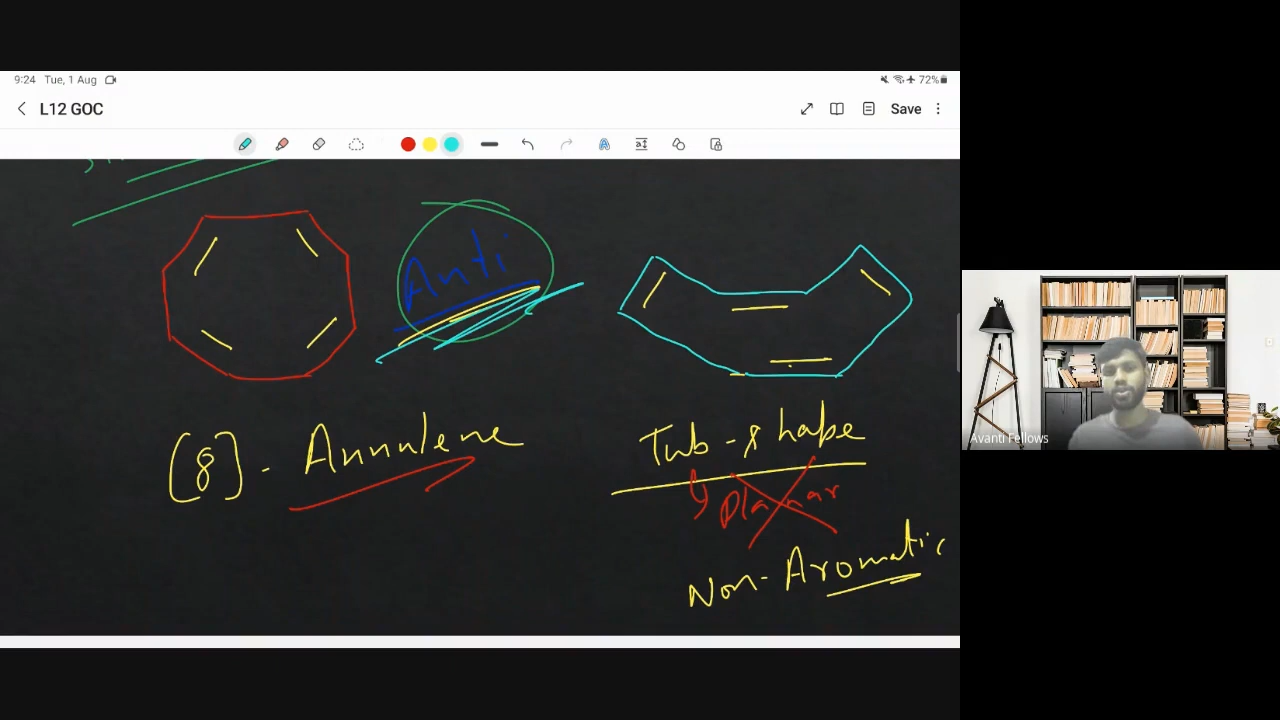 9:24 Tue, 1 Aug
72%
L12 GOC
Save
Anti
[8] - Annulene
Tub-shape
Planar
Non-Aromatic
Avanti Fellows